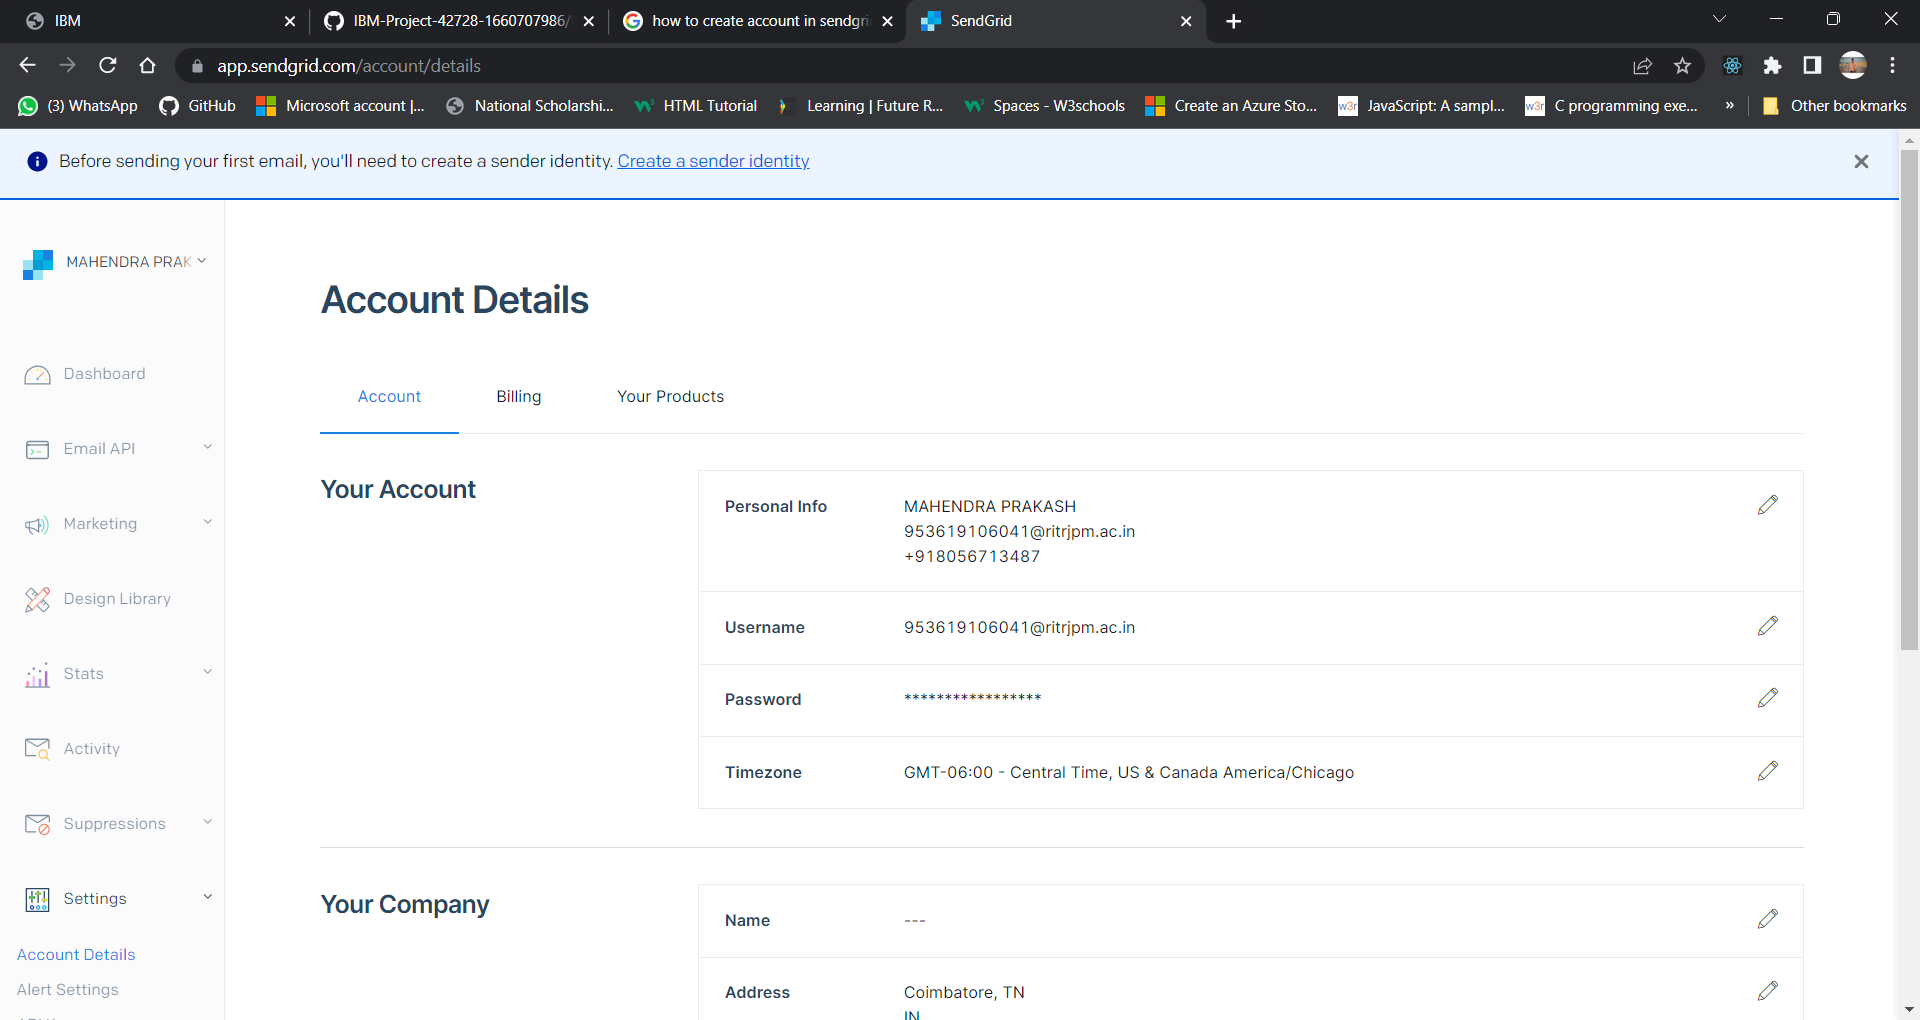 IBM
IBM-Project-42728-1660707986/
how to create account in sendgri
SendGrid
app.sendgrid.com/account/details
(3) WhatsApp
GitHub
Microsoft account |...
National Scholarshi...
HTML Tutorial
Learning | Future R...
Spaces - W3schools
Create an Azure Sto...
w3r
JavaScript: A sampl...
w3r
C programming exe...
»
Other bookmarks
Before sending your first email, you'll need to create a sender identity. Create a sender identity
MAHENDRA PRAK
Dashboard
Email API
Marketing
Design Library
Stats
Activity
Suppressions
Settings
Account Details
Alert Settings
Account Details
Account
Billing
Your Products
Your Account
Personal Info
MAHENDRA PRAKASH
953619106041@ritrjpm.ac.in
+918056713487
Username
953619106041@ritrjpm.ac.in
Password
*****************
Timezone
GMT-06:00 - Central Time, US & Canada America/Chicago
Your Company
Name
---
Address
Coimbatore, TN
IN